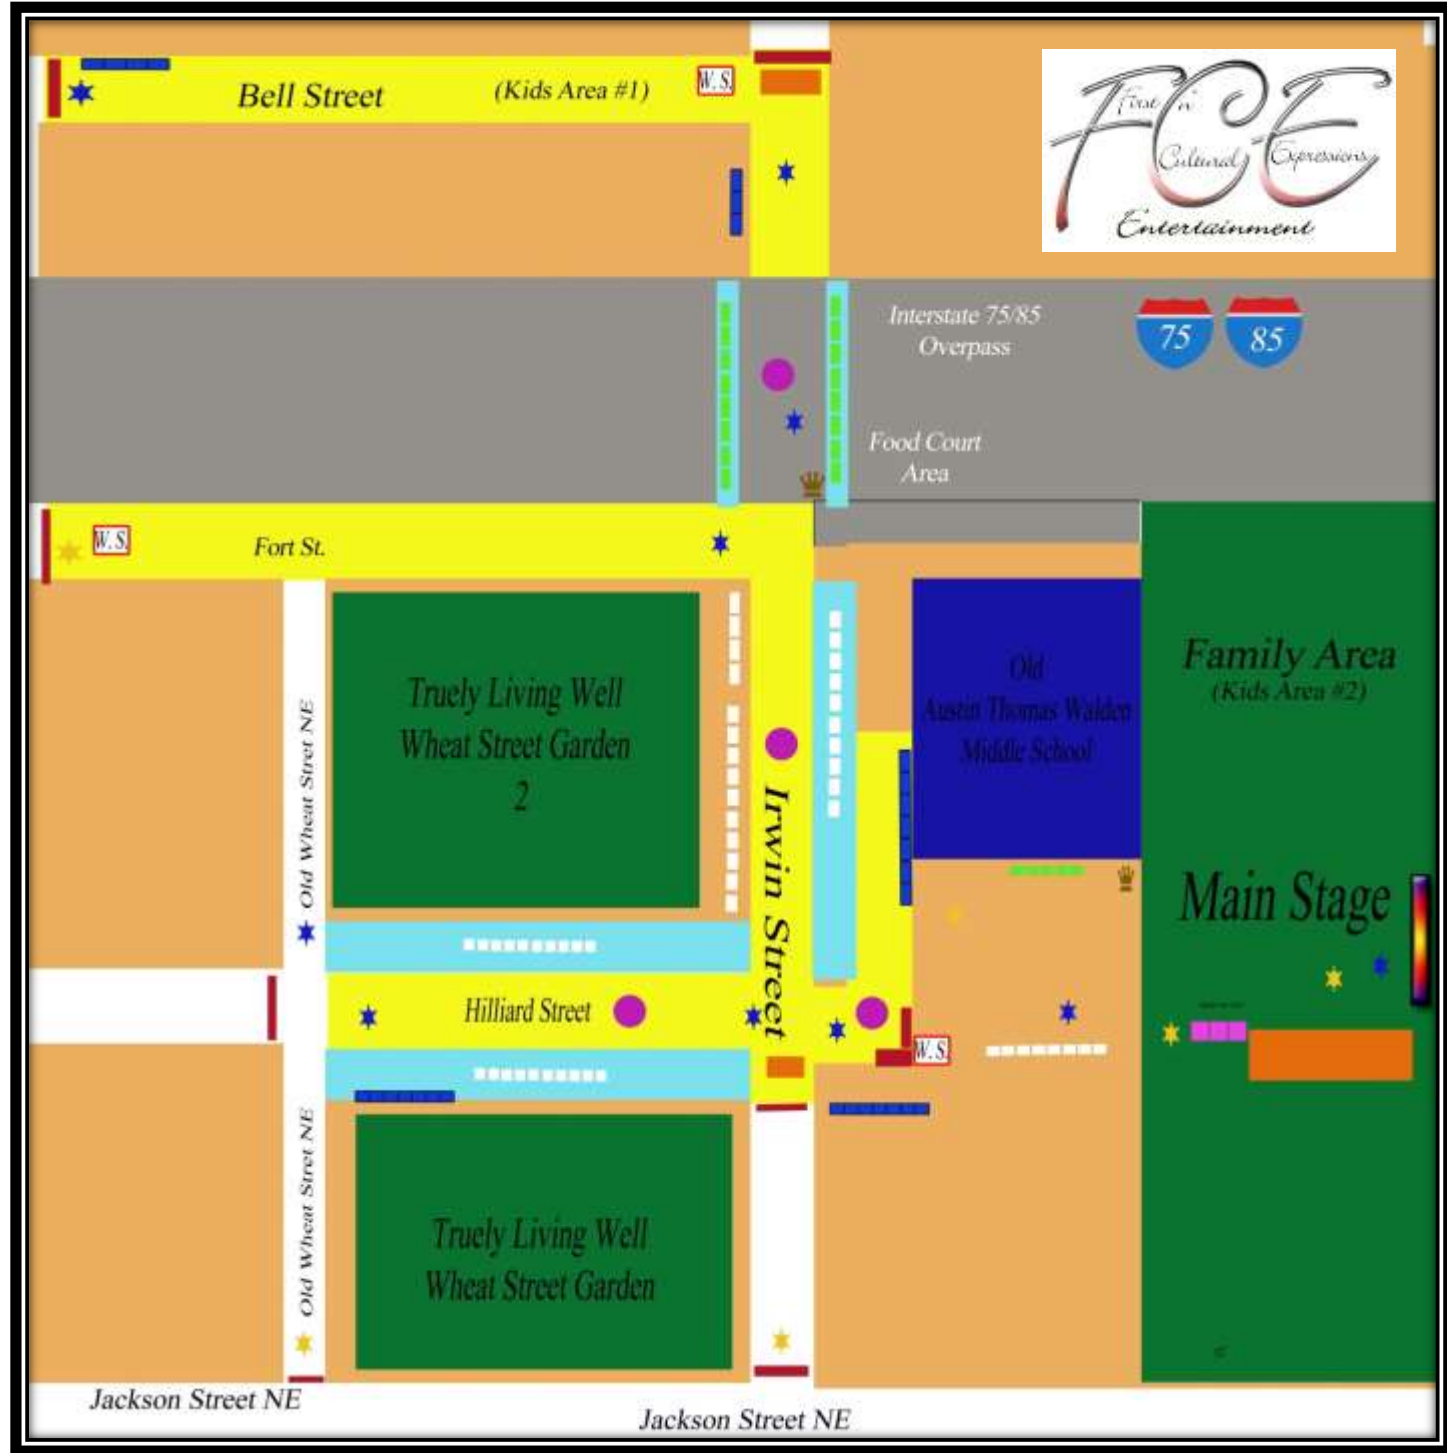 Bell Street
(Kids Area #1)
W. S.
First n'
Cultural Expressions
FCE
Entertainment
Interstate 75/85
Overpass
75
85
Food Court
Area
W. S.
Fort St.
Old Wheat Stret NE
Truely Living Well
Wheat Street Garden
2
Irwin Street
Old
Austin Thomas Walden
Middle School
Family Area
(Kids Area #2)
Main Stage
Hilliard Street
W. S.
Old Wheat Stret NE
Truely Living Well
Wheat Street Garden
Jackson Street NE
Jackson Street NE